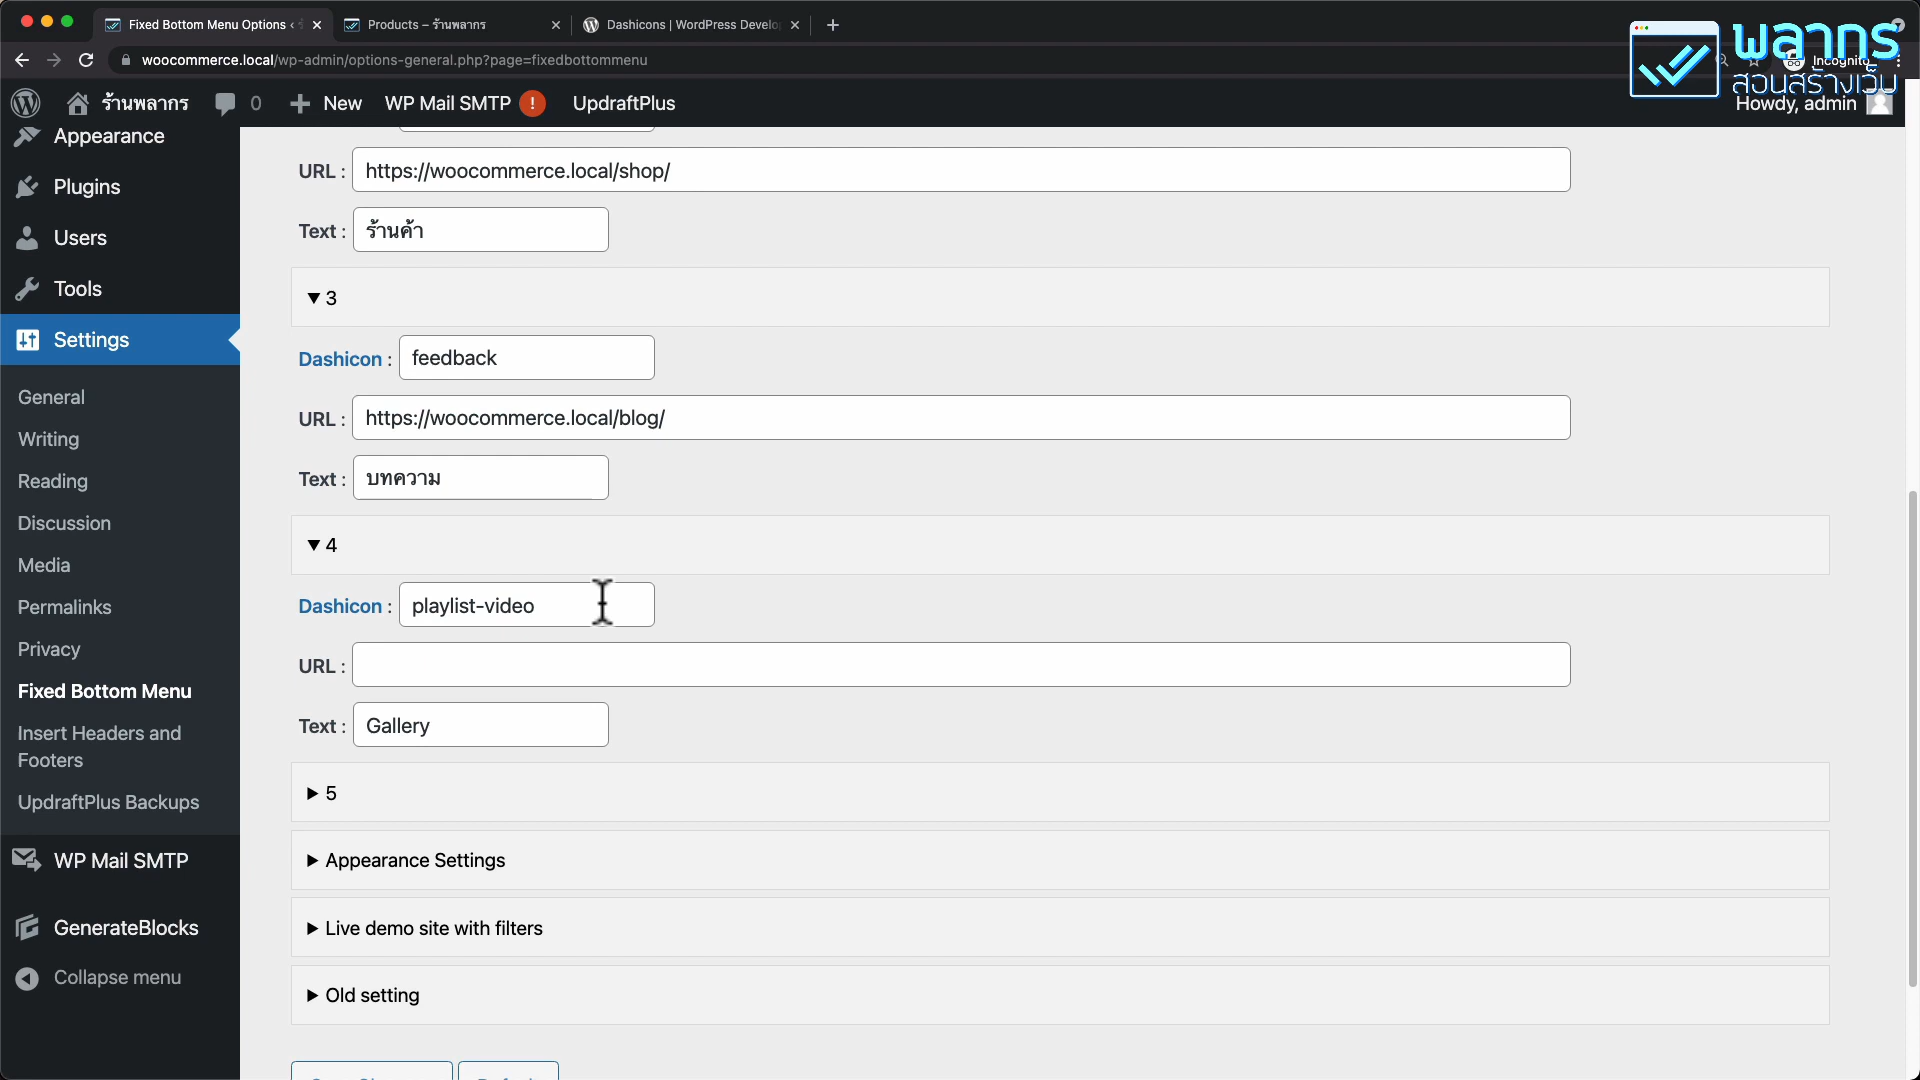 Fixed Bottom Menu Options ‹ ร้
Products – ร้านพลากร
Dashicons | WordPress Develo
woocommerce.local/wp-admin/options-general.php?page=fixedbottommenu
Incognito
พลากร
สอนสร้างเว็บ
ร้านพลากร
0
New
WP Mail SMTP
!
UpdraftPlus
Howdy, admin
Appearance
Plugins
Users
Tools
Settings
General
Writing
Reading
Discussion
Media
Permalinks
Privacy
Fixed Bottom Menu
Insert Headers and
Footers
UpdraftPlus Backups
WP Mail SMTP
GenerateBlocks
Collapse menu
URL : https://woocommerce.local/shop/
Text : ร้านค้า
▼ 3
Dashicon : feedback
URL : https://woocommerce.local/blog/
Text : บทความ
▼ 4
Dashicon : playlist-video
URL :
Text : Gallery
▶ 5
▶ Appearance Settings
▶ Live demo site with filters
▶ Old setting